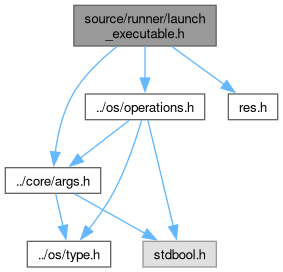 source/runner/launch
_executable.h
../os/operations.h
res.h
../core/args.h
../os/type.h
stdbool.h